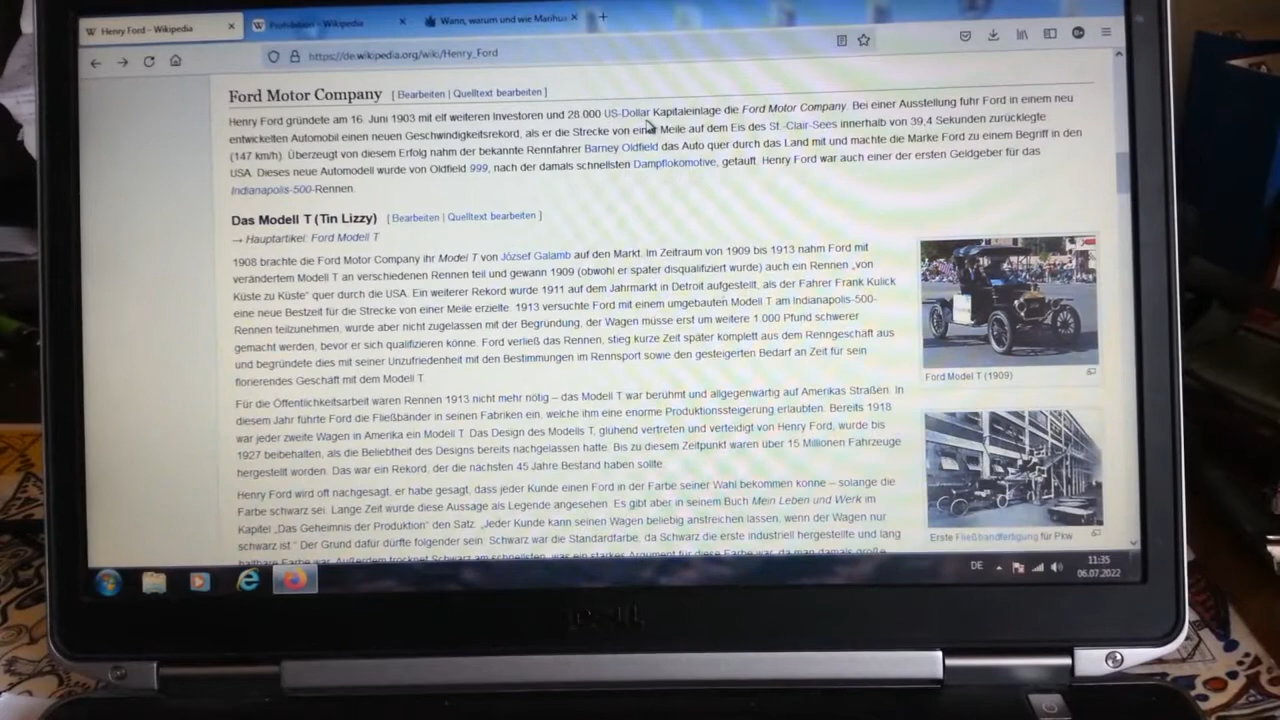 Henry Ford – Wikipedia
Prohibition – Wikipedia
Wann, warum und wie Marihua
https://de.wikipedia.org/wiki/Henry_Ford
Ford Motor Company [ Bearbeiten | Quelltext bearbeiten ]
Henry Ford gründete am 16. Juni 1903 mit elf weiteren Investoren und 28.000 US-Dollar Kapitaleinlage die Ford Motor Company. Bei einer Ausstellung fuhr Ford in einem neu
entwickelten Automobil einen neuen Geschwindigkeitsrekord, als er die Strecke von einer Meile auf dem Eis des St.-Clair-Sees innerhalb von 39,4 Sekunden zurücklegte
(147 km/h). Überzeugt von diesem Erfolg nahm der bekannte Rennfahrer Barney Oldfield das Auto quer durch das Land mit und machte die Marke Ford zu einem Begriff in den
USA. Dieses neue Automodell wurde von Oldfield 999, nach der damals schnellsten Dampflokomotive, getauft. Henry Ford war auch einer der ersten Geldgeber für das
Indianapolis-500-Rennen.
Das Modell T (Tin Lizzy) [ Bearbeiten | Quelltext bearbeiten ]
→ Hauptartikel: Ford Modell T
1908 brachte die Ford Motor Company ihr Model T von József Galamb auf den Markt. Im Zeitraum von 1909 bis 1913 nahm Ford mit
verändertem Modell T an verschiedenen Rennen teil und gewann 1909 (obwohl er später disqualifiziert wurde) auch ein Rennen „von
Küste zu Küste“ quer durch die USA. Ein weiterer Rekord wurde 1911 auf dem Jahrmarkt in Detroit aufgestellt, als der Fahrer Frank Kulick
eine neue Bestzeit für die Strecke von einer Meile erzielte. 1913 versuchte Ford mit einem umgebauten Modell T am Indianapolis-500-
Rennen teilzunehmen, wurde aber nicht zugelassen mit der Begründung, der Wagen müsse erst um weitere 1.000 Pfund schwerer
gemacht werden, bevor er sich qualifizieren könne. Ford verließ das Rennen, stieg kurze Zeit später komplett aus dem Renngeschäft aus
und begründete dies mit seiner Unzufriedenheit mit den Bestimmungen im Rennsport sowie den gesteigerten Bedarf an Zeit für sein
florierendes Geschäft mit dem Modell T.
Ford Model T (1909)
Für die Öffentlichkeitsarbeit waren Rennen 1913 nicht mehr nötig – das Modell T war berühmt und allgegenwärtig auf Amerikas Straßen. In
diesem Jahr führte Ford die Fließbänder in seinen Fabriken ein, welche ihm eine enorme Produktionssteigerung erlaubten. Bereits 1918
war jeder zweite Wagen in Amerika ein Modell T. Das Design des Modells T, glühend vertreten und verteidigt von Henry Ford, wurde bis
1927 beibehalten, als die Beliebtheit des Designs bereits nachgelassen hatte. Bis zu diesem Zeitpunkt waren über 15 Millionen Fahrzeuge
hergestellt worden. Das war ein Rekord, der die nächsten 45 Jahre Bestand haben sollte.
Henry Ford wird oft nachgesagt, er habe gesagt, dass jeder Kunde einen Ford in der Farbe seiner Wahl bekommen könne – solange die
Farbe schwarz sei. Lange Zeit wurde diese Aussage als Legende angesehen. Es gibt aber in seinem Buch Mein Leben und Werk im
Kapitel „Das Geheimnis der Produktion“ den Satz: „Jeder Kunde kann seinen Wagen beliebig anstreichen lassen, wenn der Wagen nur
schwarz ist.“ Der Grund dafür dürfte folgender sein: Schwarz war die Standardfarbe, da Schwarz die erste industriell hergestellte und lang
haltbare Farbe war. Außerdem trocknet Schwarz am schnellsten, was ein starkes Argument für diese Farbe war, da man damals große
Erste Fließbandfertigung für Pkw
DE
11:35
06.07.2022
DELL